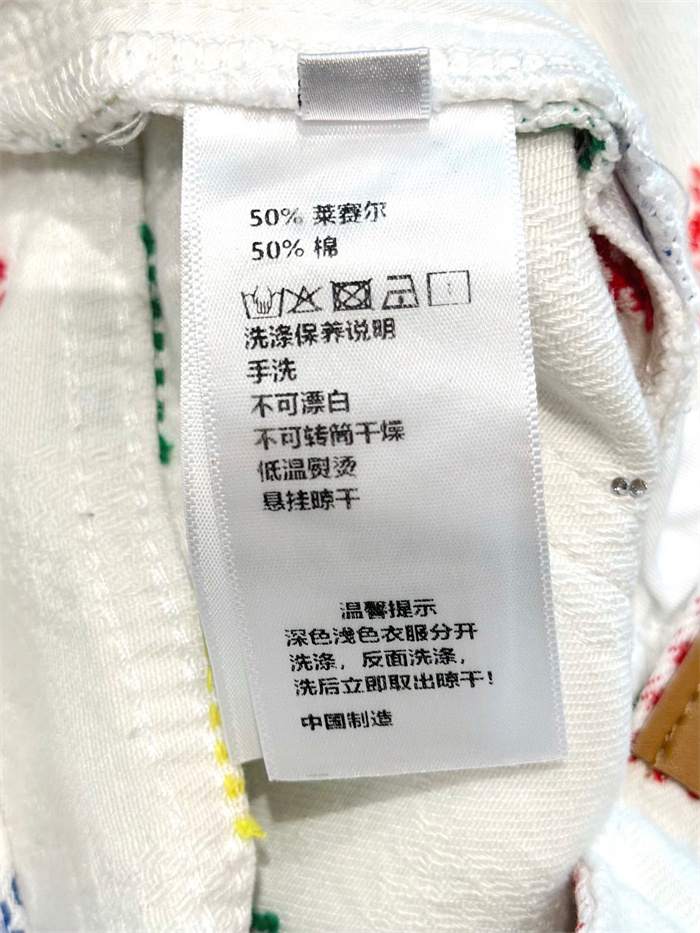 50% 莱赛尔
50% 棉
洗涤保养说明
手洗
不可漂白
不可转筒干燥
低温熨烫
悬挂晾干
温馨提示
深色浅色衣服分开
洗涤，反面洗涤，
洗后立即取出晾干！
中國制造